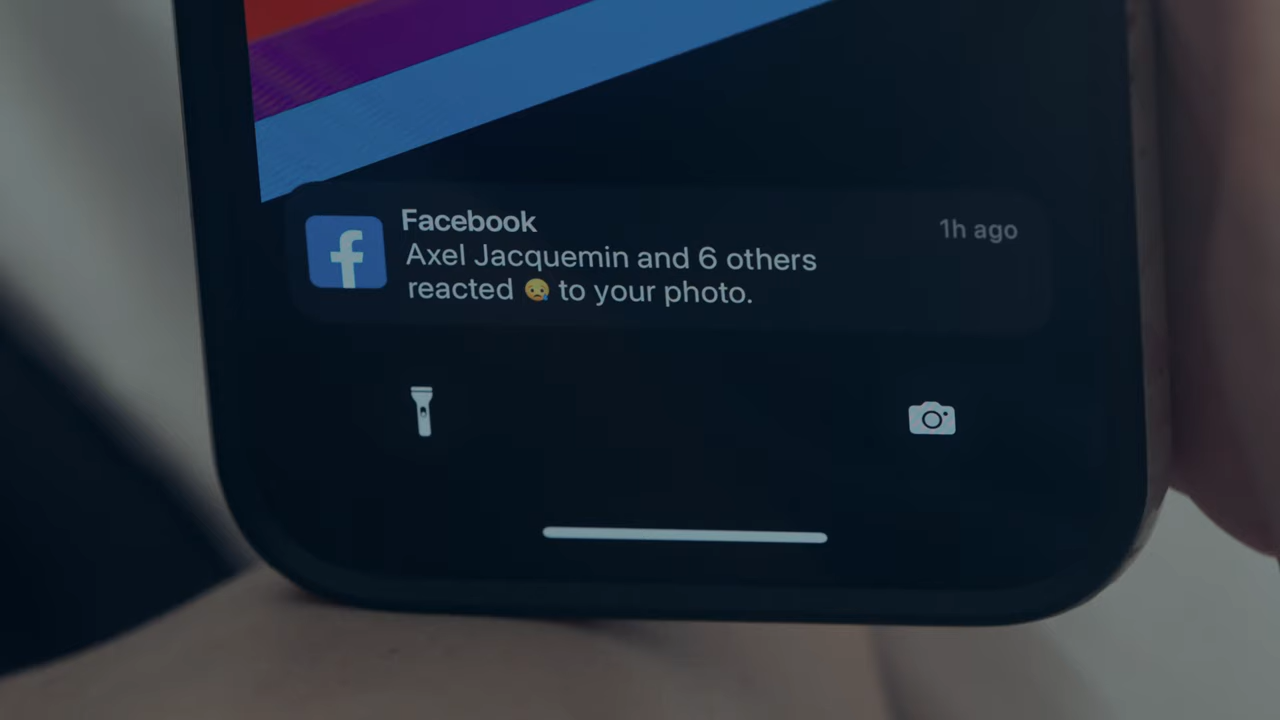 Facebook
1h ago
Axel Jacquemin and 6 others
reacted 😥 to your photo.